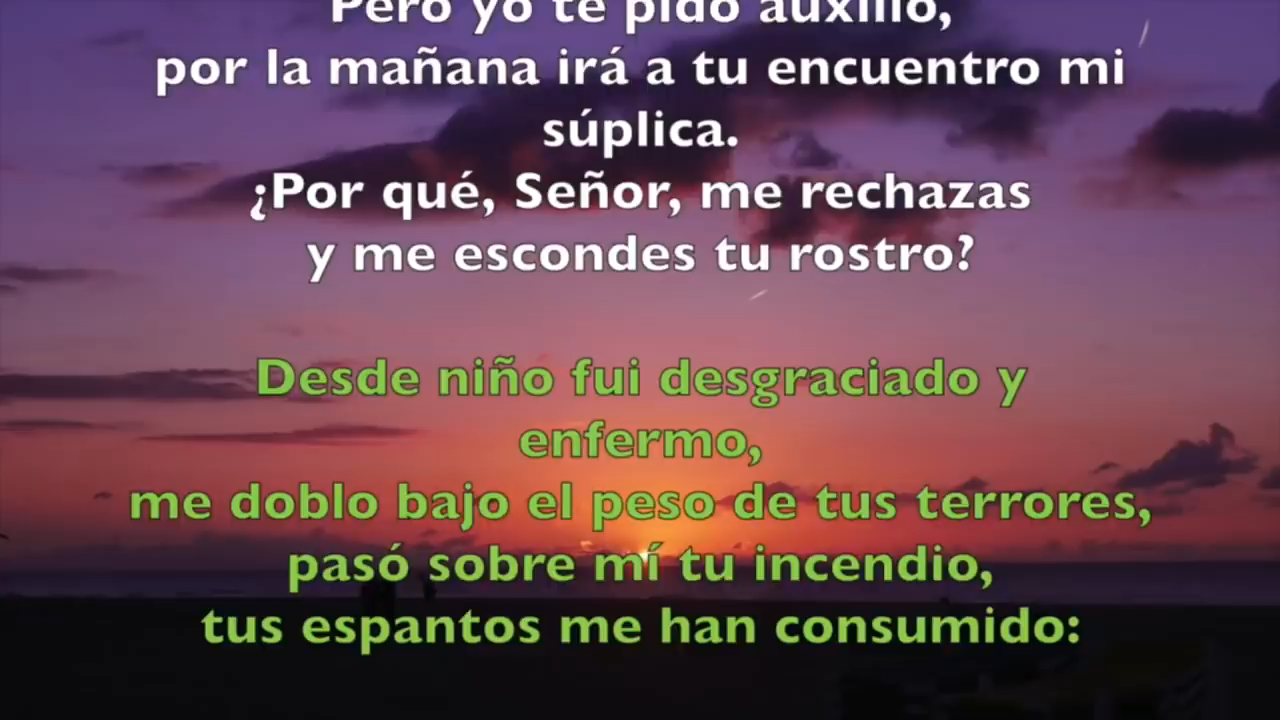 Pero yo te pido auxilio,
por la mañana irá a tu encuentro mi
súplica.
¿Por qué, Señor, me rechazas
y me escondes tu rostro?
Desde niño fui desgraciado y
enfermo,
me doblo bajo el peso de tus terrores,
pasó sobre mí tu incendio,
tus espantos me han consumido: